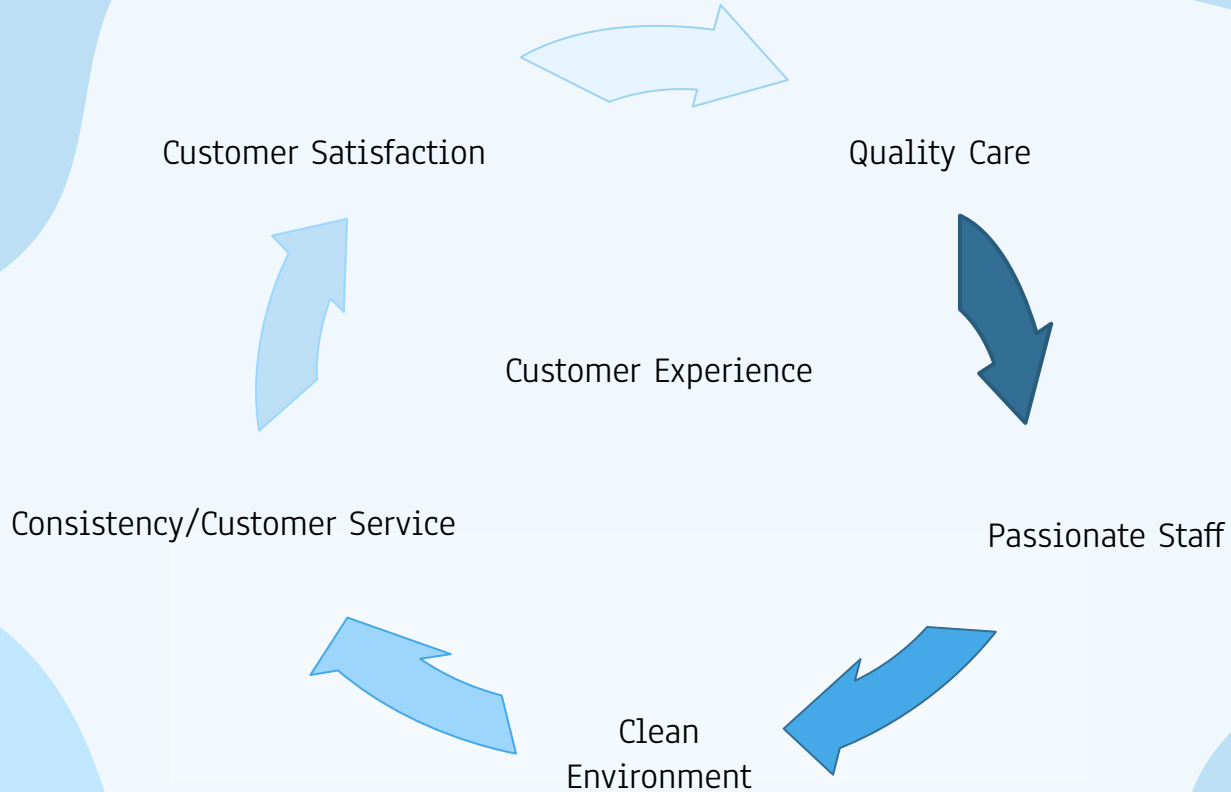 Customer Satisfaction
Quality Care
Customer Experience
Consistency/Customer Service
Passionate Staff
Clean
Environment